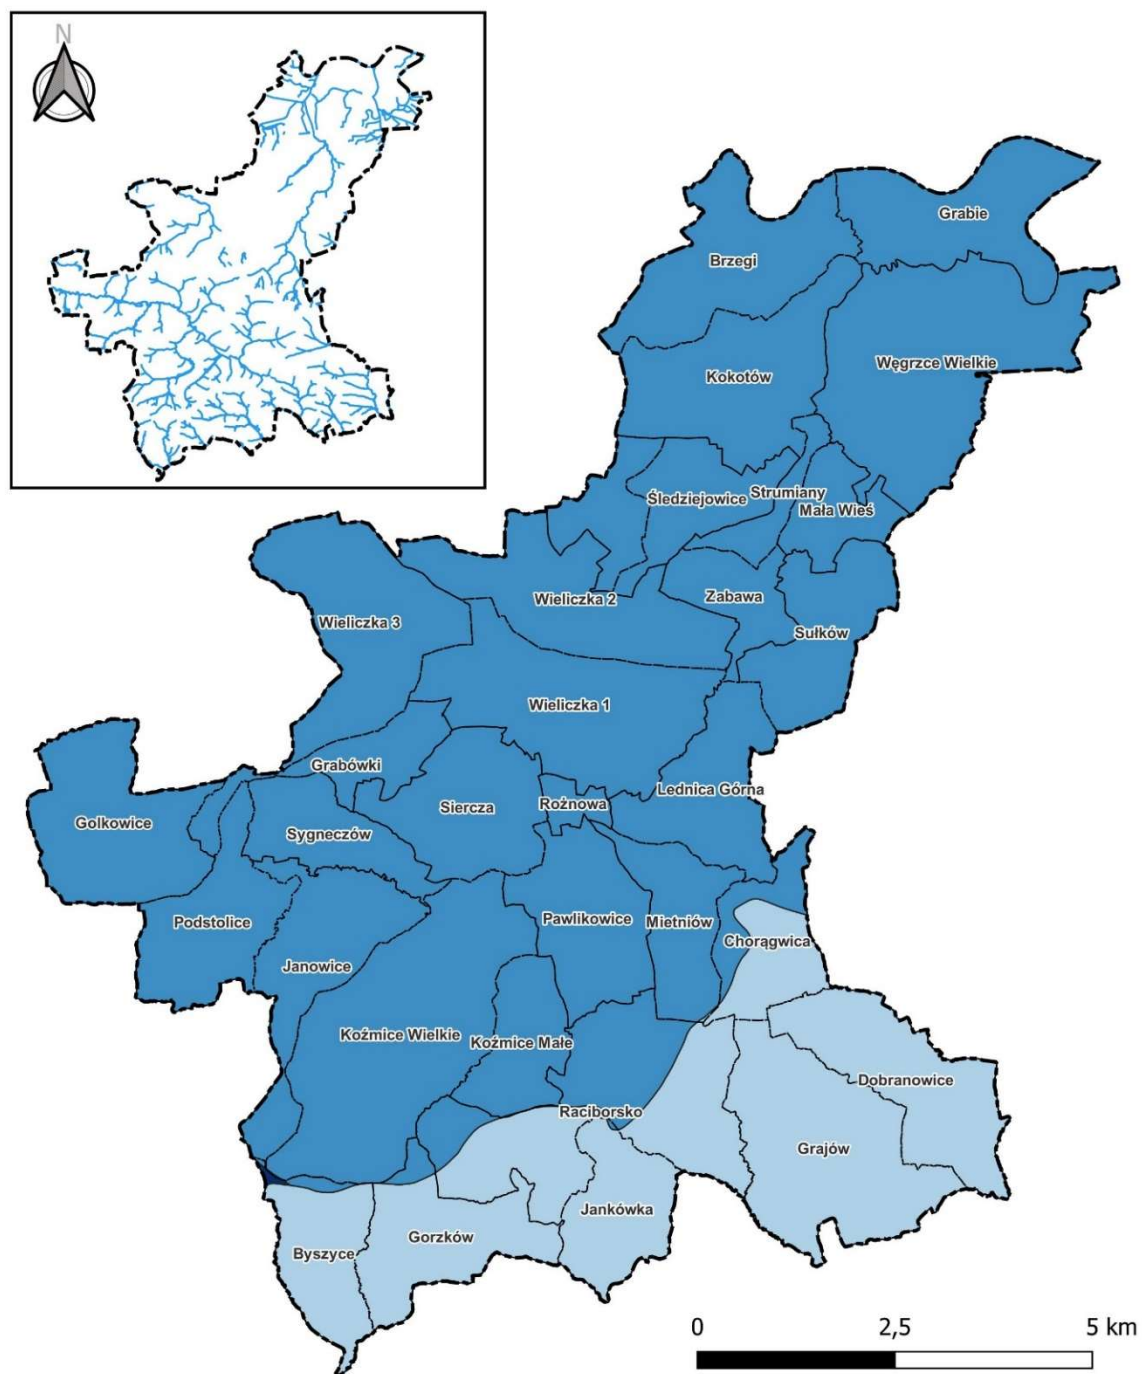 N
Grabie
Brzegi
Węgrzce Wielkie
Kokotów
Strumiany
Śledziejowice
Mała Wieś
Zabawa
Wieliczka 2
Wieliczka 3
Sułków
Wieliczka 1
Grabówki
Lednica Górna
Rożnowa
Siercza
Golkowice
Sygneczów
Pawlikowice
Mietniów
Podstolice
Chorągwica
Janowice
Koźmice Wielkie
Koźmice Małe
Dobranowice
Raciborsko
Grajów
Jankówka
Gorzków
Byszyce
0 2,5 5 km